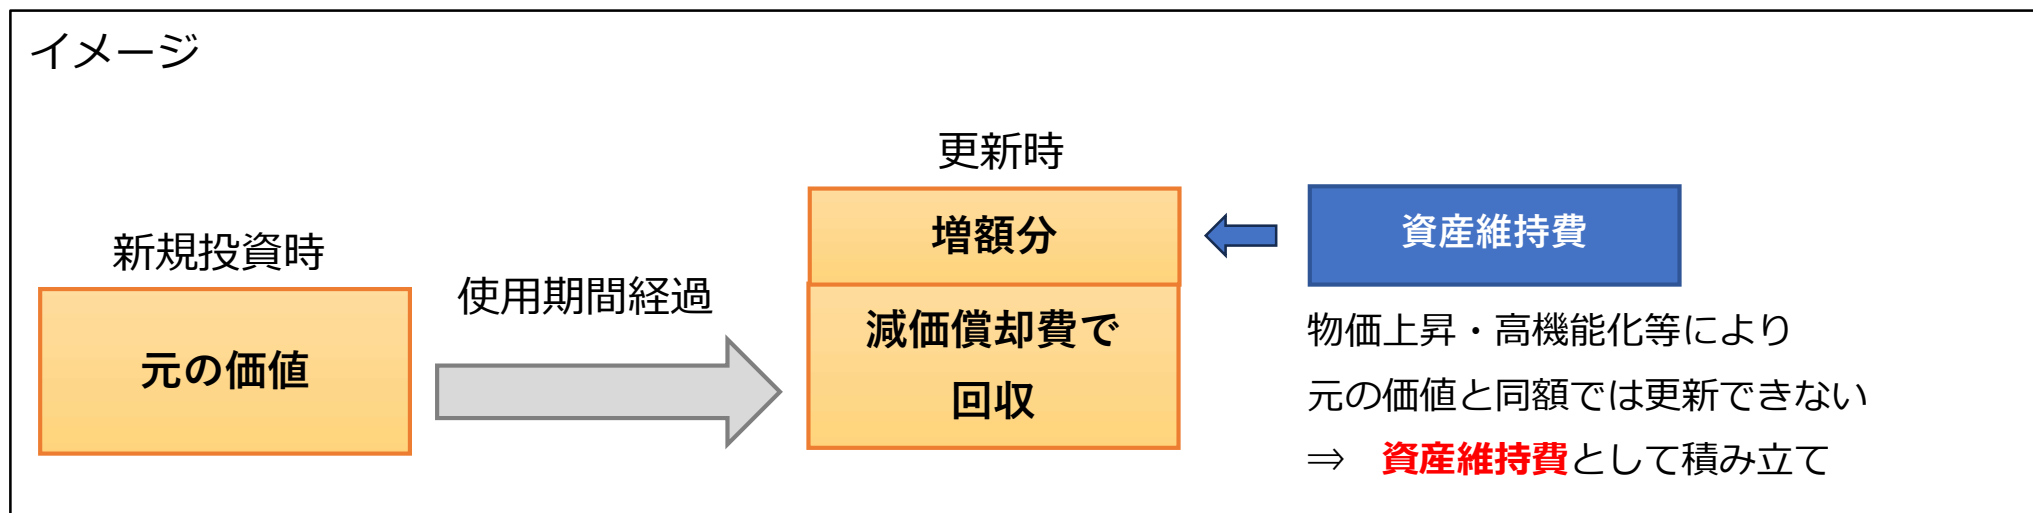 イメージ
新規投資時
元の価値
使用期間経過
更新時
増額分
減価償却費で
回収
資産維持費
物価上昇・高機能化等により
元の価値と同額では更新できない
⇒　資産維持費として積み立て